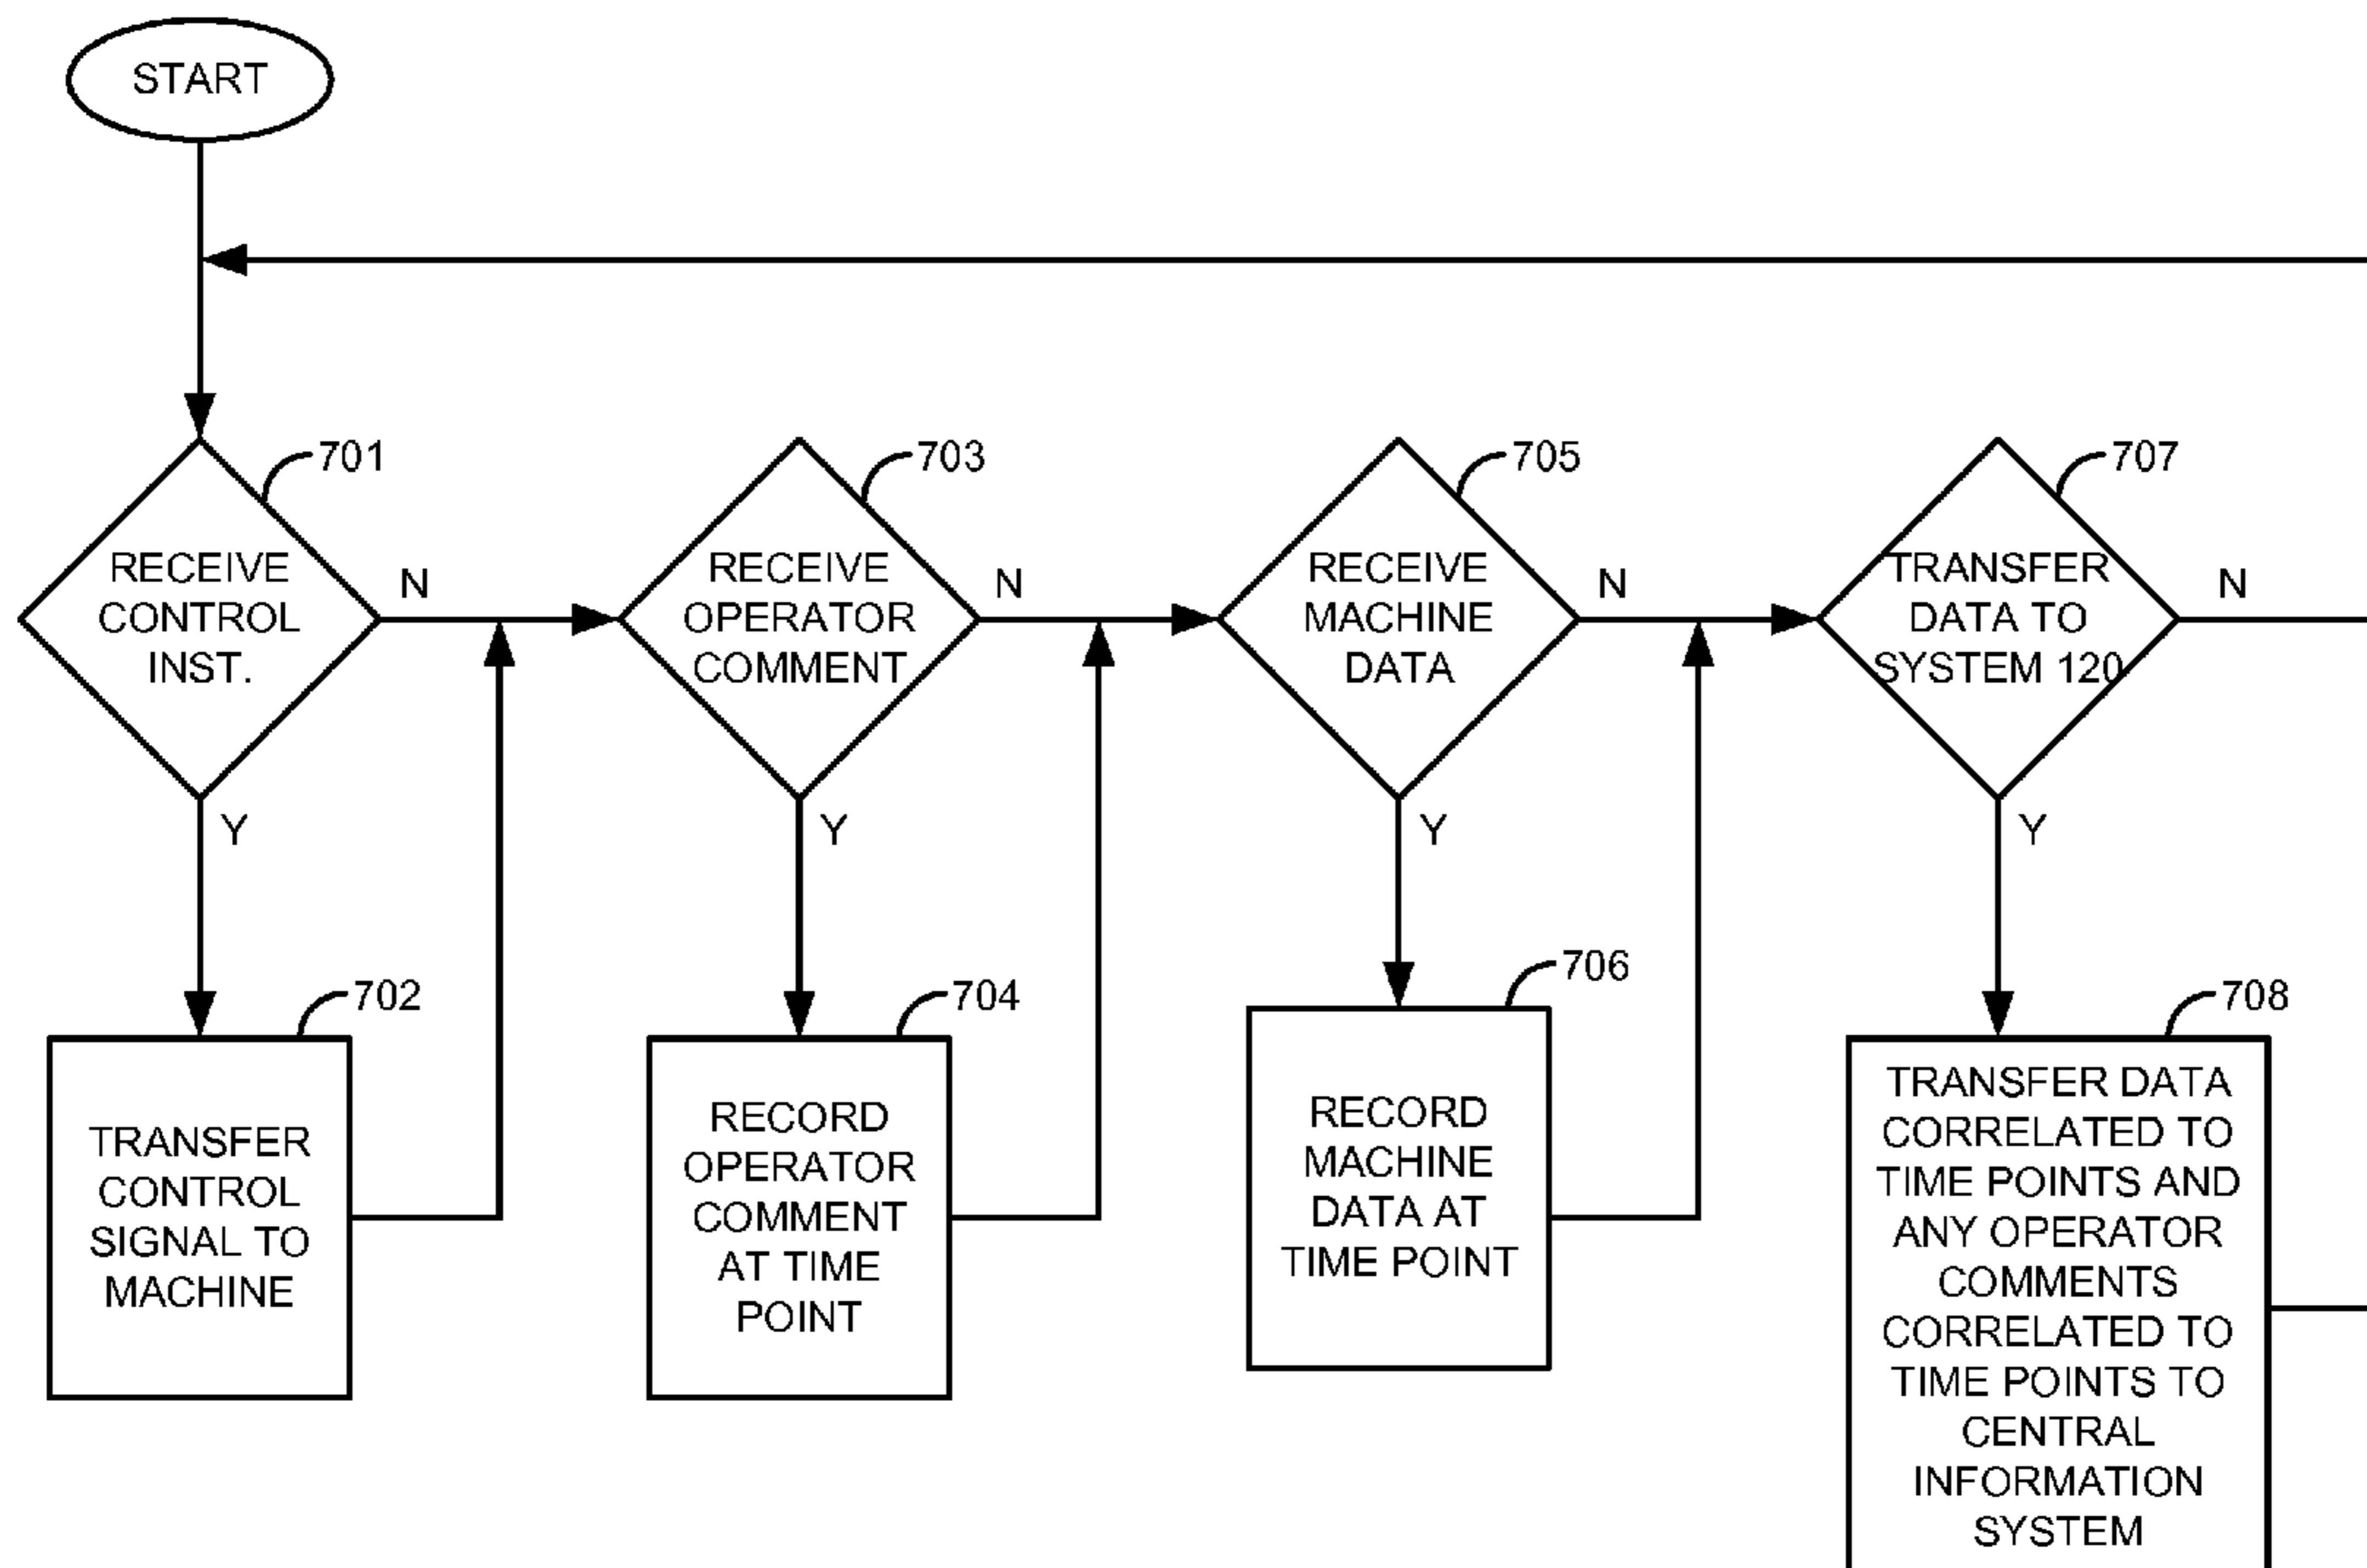 START
701
RECEIVE
CONTROL
INST.
N
Y
703
RECEIVE
OPERATOR
COMMENT
N
Y
705
RECEIVE
MACHINE
DATA
N
Y
707
TRANSFER
DATA TO
SYSTEM 120
N
Y
702
TRANSFER
CONTROL
SIGNAL TO
MACHINE
704
RECORD
OPERATOR
COMMENT
AT TIME
POINT
706
RECORD
MACHINE
DATA AT
TIME POINT
708
TRANSFER DATA
CORRELATED TO
TIME POINTS AND
ANY OPERATOR
COMMENTS
CORRELATED TO
TIME POINTS TO
CENTRAL
INFORMATION
SYSTEM